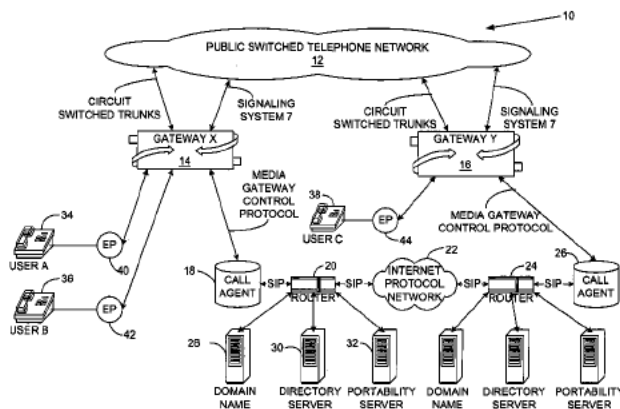 10
PUBLIC SWITCHED TELEPHONE NETWORK
12
CIRCUIT
SWITCHED TRUNKS
SIGNALING
SYSTEM 7
CIRCUIT
SWITCHED TRUNKS
SIGNALING
SYSTEM 7
GATEWAY X
14
GATEWAY Y
16
MEDIA
GATEWAY
CONTROL
PROTOCOL
MEDIA GATEWAY
CONTROL PROTOCOL
34
EP
USER A
40
38
EP
USER C
44
36
EP
USER B
42
18
CALL
AGENT
SIP
20
ROUTER
SIP
22
INTERNET
PROTOCOL
NETWORK
SIP
24
ROUTER
SIP
26
CALL
AGENT
28
30
32
DOMAIN
NAME
DIRECTORY
SERVER
PORTABILITY
SERVER
DOMAIN
NAME
DIRECTORY
SERVER
PORTABILITY
SERVER